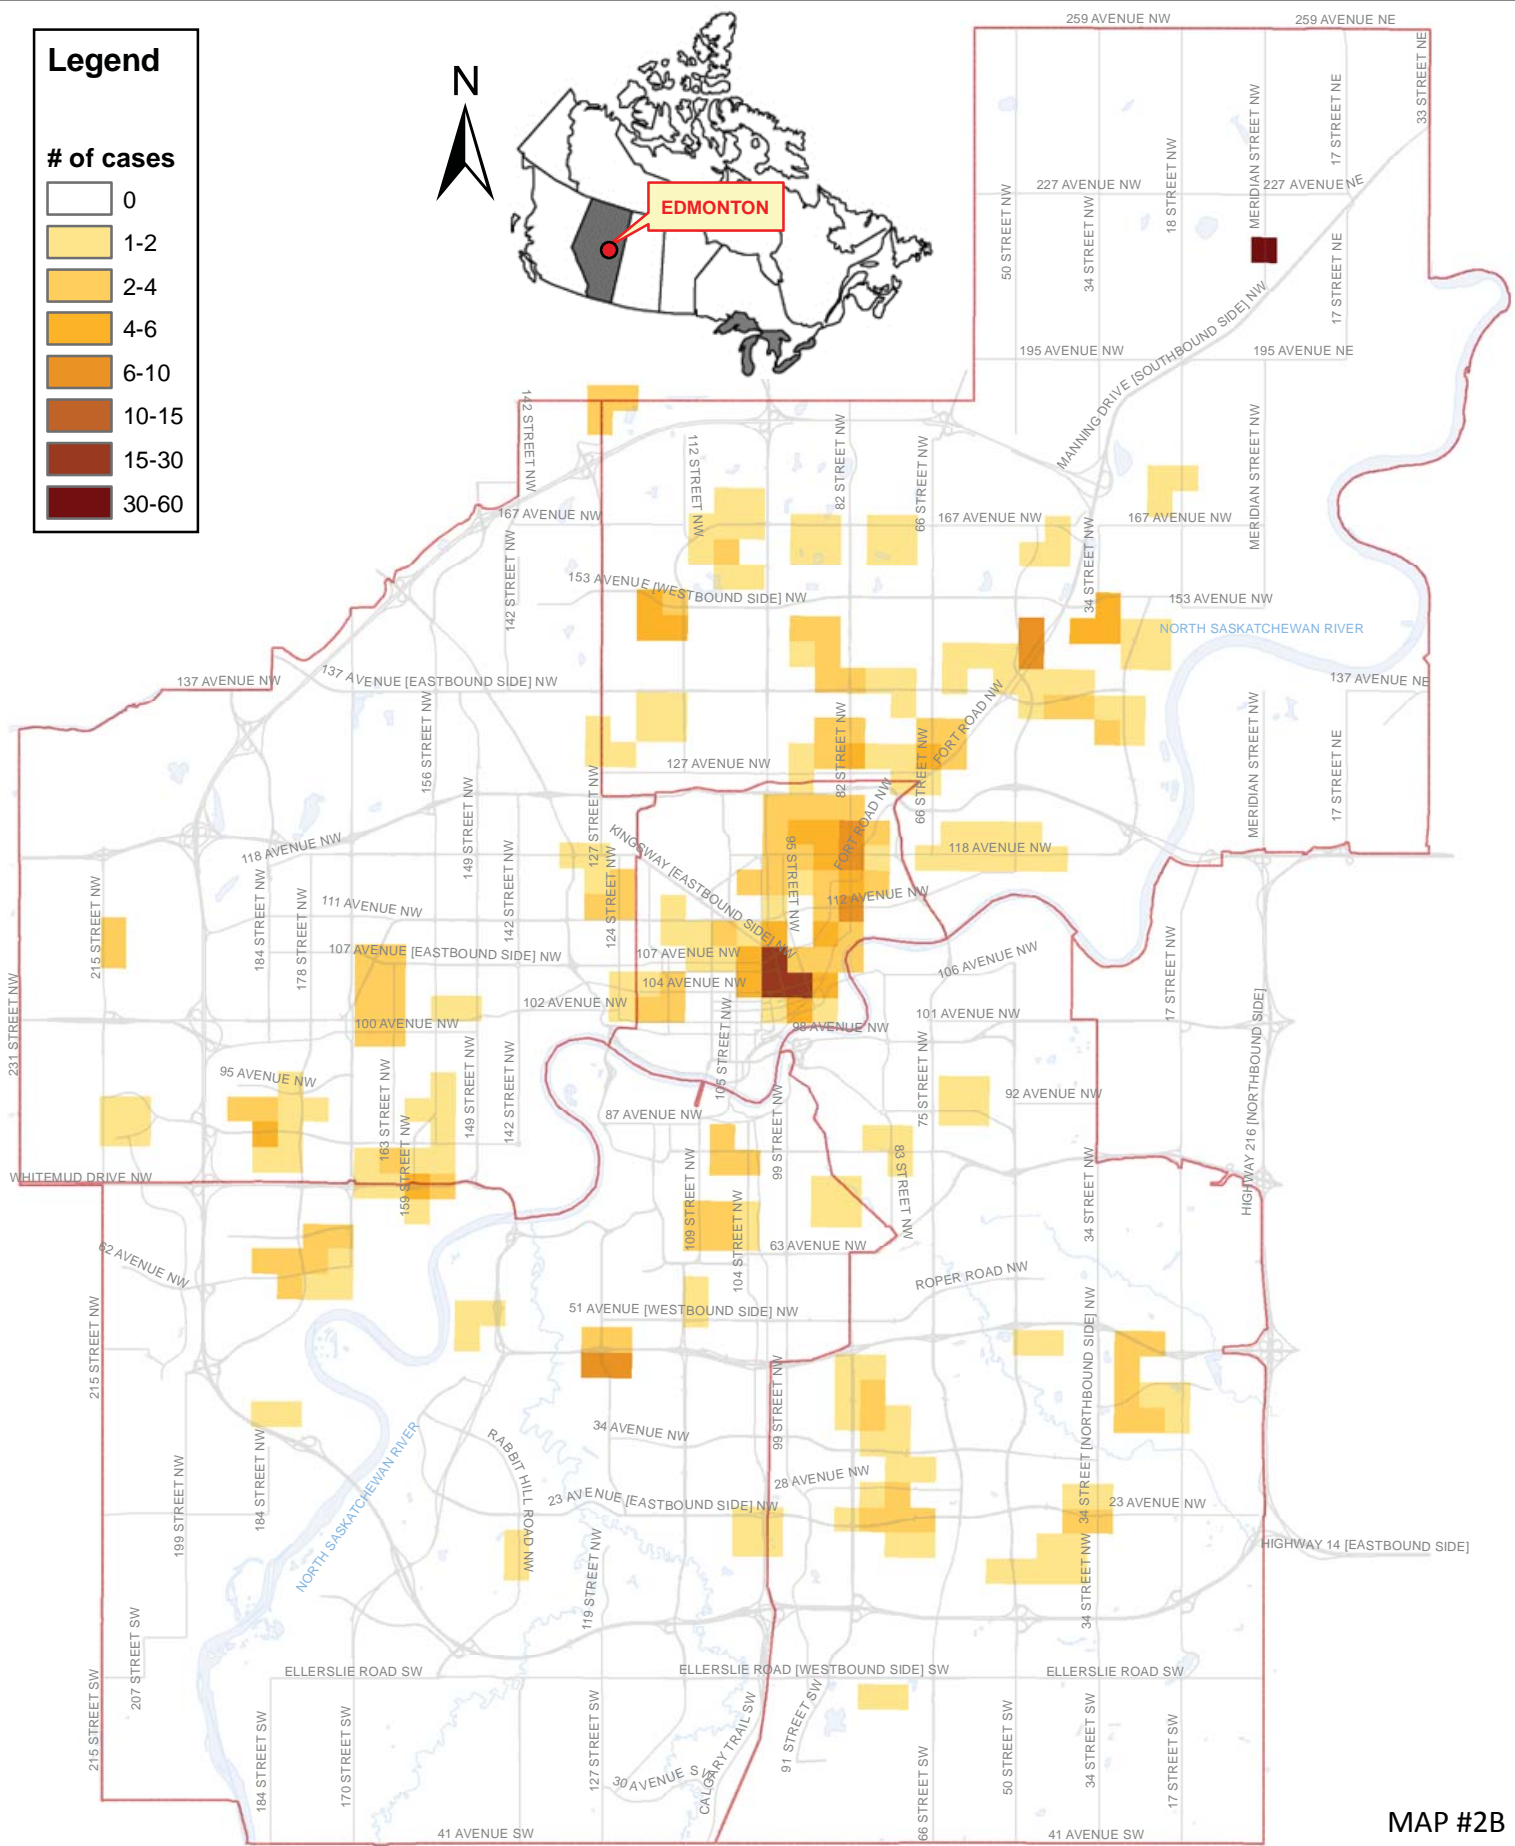 Legend
# of cases
0
1-2
2-4
4-6
6-10
10-15
15-30
30-60
N
EDMONTON
259 AVENUE NW
259 AVENUE NE
33 STREET NE
17 STREET NE
MERIDIAN STREET NW
18 STREET NW
227 AVENUE NW
227 AVENUE NE
50 STREET NW
34 STREET NW
17 STREET NE
MANNING DRIVE [SOUTHBOUND SIDE] NW
195 AVENUE NW
195 AVENUE NE
142 STREET NW
112 STREET NW
82 STREET NW
66 STREET NW
MERIDIAN STREET NW
167 AVENUE NW
167 AVENUE NW
167 AVENUE NW
142 STREET NW
34 STREET NW
153 AVENUE [WESTBOUND SIDE] NW
153 AVENUE NW
NORTH SASKATCHEWAN RIVER
137 AVENUE NW
137 AVENUE [EASTBOUND SIDE] NW
137 AVENUE NE
156 STREET NW
82 STREET NW
66 STREET NW
FORT ROAD NW
MERIDIAN STREET NW
17 STREET NE
127 AVENUE NW
127 STREET NW
149 STREET NW
142 STREET NW
118 AVENUE NW
KINGSWAY [EASTBOUND SIDE] NW
95 STREET NW
FORT ROAD NW
118 AVENUE NW
124 STREET NW
112 AVENUE NW
215 STREET NW
184 STREET NW
178 STREET NW
111 AVENUE NW
107 AVENUE [EASTBOUND SIDE] NW
107 AVENUE NW
106 AVENUE NW
17 STREET NW
231 STREET NW
104 AVENUE NW
102 AVENUE NW
100 AVENUE NW
105 STREET NW
98 AVENUE NW
101 AVENUE NW
HIGHWAY 216 [NORTHBOUND SIDE]
95 AVENUE NW
163 STREET NW
149 STREET NW
142 STREET NW
75 STREET NW
92 AVENUE NW
87 AVENUE NW
99 STREET NW
159 STREET NW
109 STREET NW
83 STREET NW
34 STREET NW
WHITEMUD DRIVE NW
104 STREET NW
63 AVENUE NW
62 AVENUE NW
ROPER ROAD NW
51 AVENUE [WESTBOUND SIDE] NW
215 STREET NW
34 STREET [NORTHBOUND SIDE] NW
99 STREET NW
34 AVENUE NW
RABBIT HILL ROAD NW
NORTH SASKATCHEWAN RIVER
184 STREET NW
199 STREET NW
28 AVENUE NW
23 AVENUE [EASTBOUND SIDE] NW
23 AVENUE NW
HIGHWAY 14 [EASTBOUND SIDE]
119 STREET NW
34 STREET NW
207 STREET SW
ELLERSLIE ROAD SW
ELLERSLIE ROAD [WESTBOUND SIDE] SW
ELLERSLIE ROAD SW
215 STREET SW
184 STREET SW
170 STREET SW
127 STREET SW
30 AVENUE SW
CALGARY TRAIL SW
91 STREET SW
66 STREET SW
50 STREET SW
34 STREET SW
17 STREET SW
41 AVENUE SW
41 AVENUE SW
MAP #2B